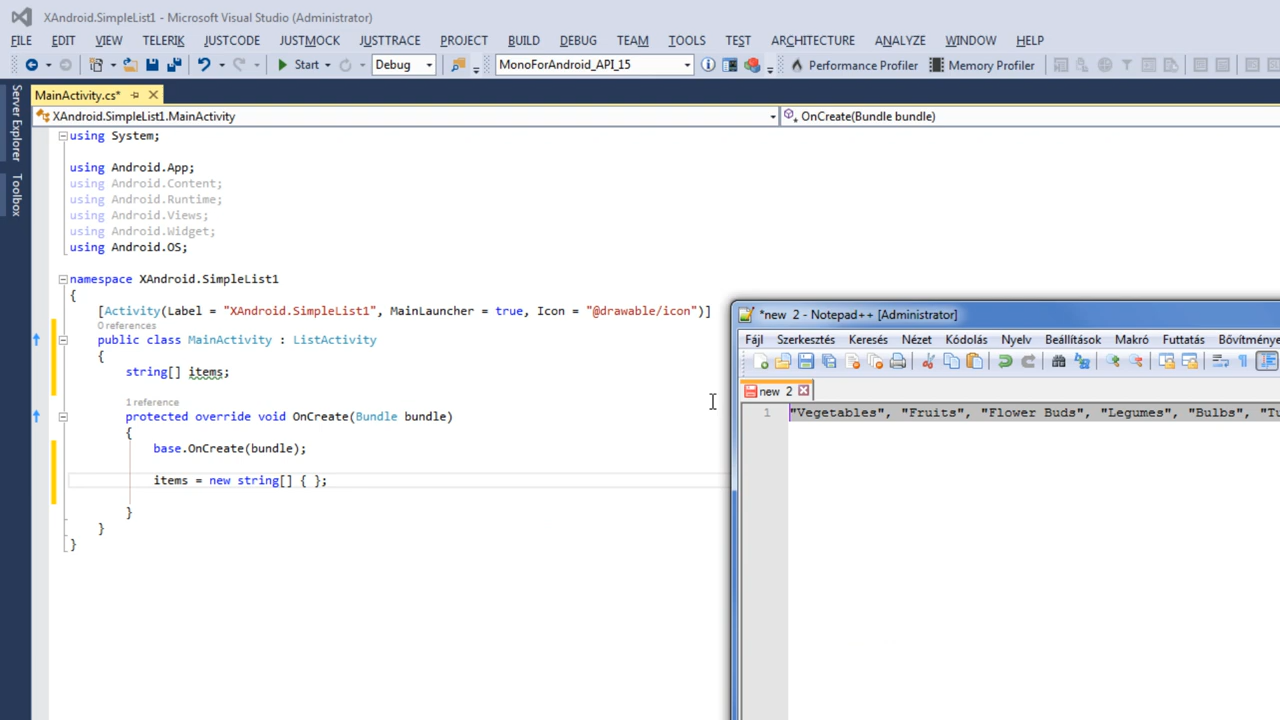 XAndroid.SimpleList1 - Microsoft Visual Studio (Administrator)
FILE EDIT VIEW TELERIK JUSTCODE JUSTMOCK JUSTTRACE PROJECT BUILD DEBUG TEAM TOOLS TEST ARCHITECTURE ANALYZE WINDOW HELP
Start Debug MonoForAndroid_API_15 Performance Profiler Memory Profiler
Server Explorer
Toolbox
MainActivity.cs*
XAndroid.SimpleList1.MainActivity OnCreate(Bundle bundle)
using System;
using Android.App;
using Android.Content;
using Android.Runtime;
using Android.Views;
using Android.Widget;
using Android.OS;
namespace XAndroid.SimpleList1
{
[Activity(Label = "XAndroid.SimpleList1", MainLauncher = true, Icon = "@drawable/icon")]
0 references
public class MainActivity : ListActivity
{
string[] items;
1 reference
protected override void OnCreate(Bundle bundle)
{
base.OnCreate(bundle);
items = new string[] { };
}
}
}
*new 2 - Notepad++ [Administrator]
Fájl Szerkesztés Keresés Nézet Kódolás Nyelv Beállítások Makró Futtatás Bővítménye
new 2
1 "Vegetables", "Fruits", "Flower Buds", "Legumes", "Bulbs", "Tu